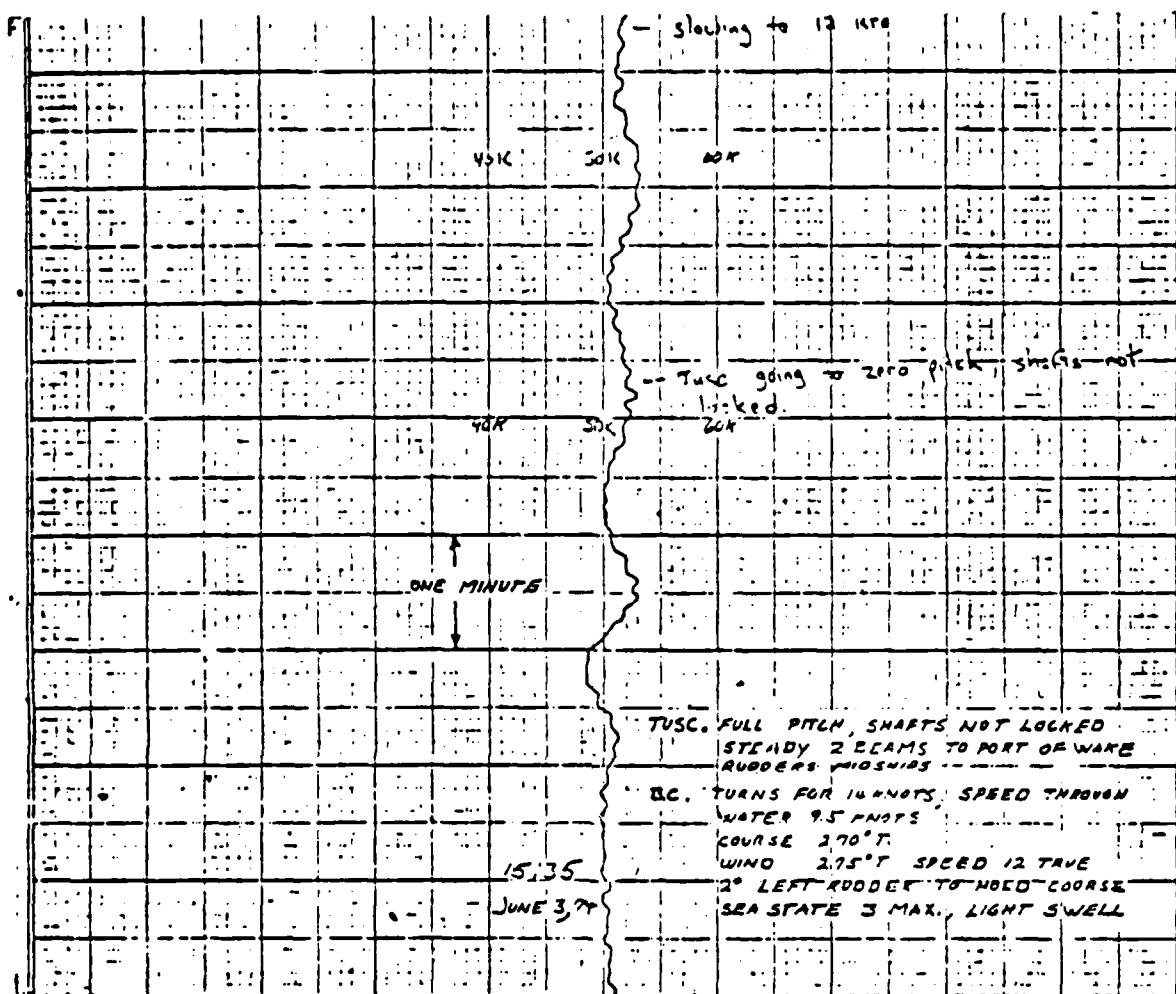 F
— slowing to 12 KTS
40K 50K 60K
-- TUSC going to zero pitch, shafts not
locked.
40K 50K 60K
ONE MINUTE
TUSC. FULL PITCH, SHAFTS NOT LOCKED
STEADY 2 BEAMS TO PORT OF WAKE
RUDDERS MIDSHIPS
BC. TURNS FOR 14 KNOTS, SPEED THROUGH
WATER 9.5 KNOTS
COURSE 270°T.
WIND 275°T SPEED 12 TRUE
2° LEFT RUDDER TO HOLD COURSE
SEA STATE 3 MAX., LIGHT SWELL
15:35
JUNE 3,